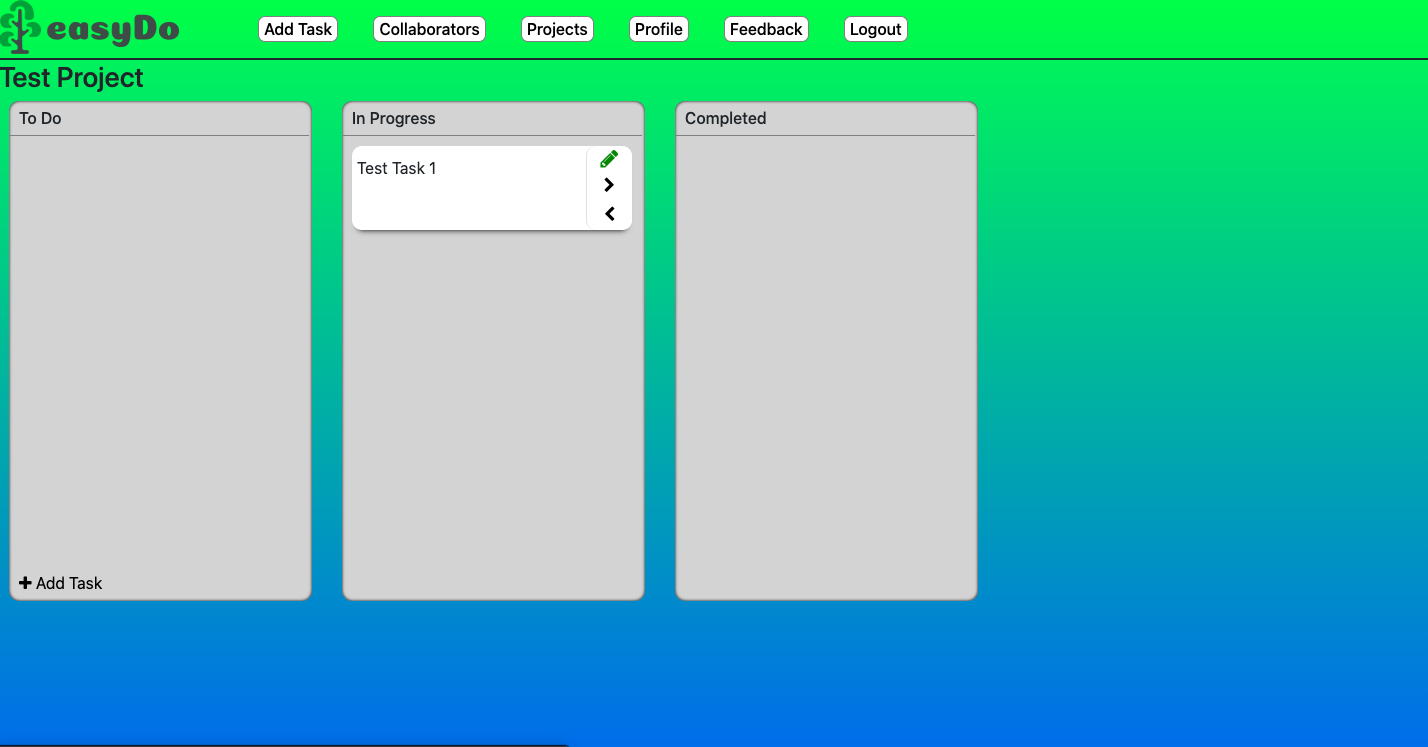 easyDo Add Task Collaborators Projects Profile Feedback Logout
Test Project
To Do In Progress Completed
Test Task 1
Add Task